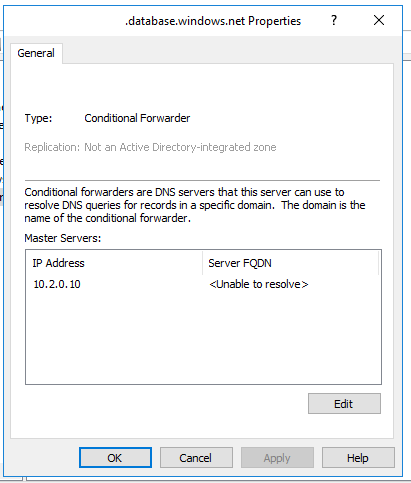 .database.windows.net Properties
General
Type: Conditional Forwarder
Replication: Not an Active Directory-integrated zone
Conditional forwarders are DNS servers that this server can use to
resolve DNS queries for records in a specific domain. The domain is the
name of the conditional forwarder.
Master Servers:
IP Address Server FQDN
10.2.0.10 <Unable to resolve>
Edit
OK Cancel Apply Help